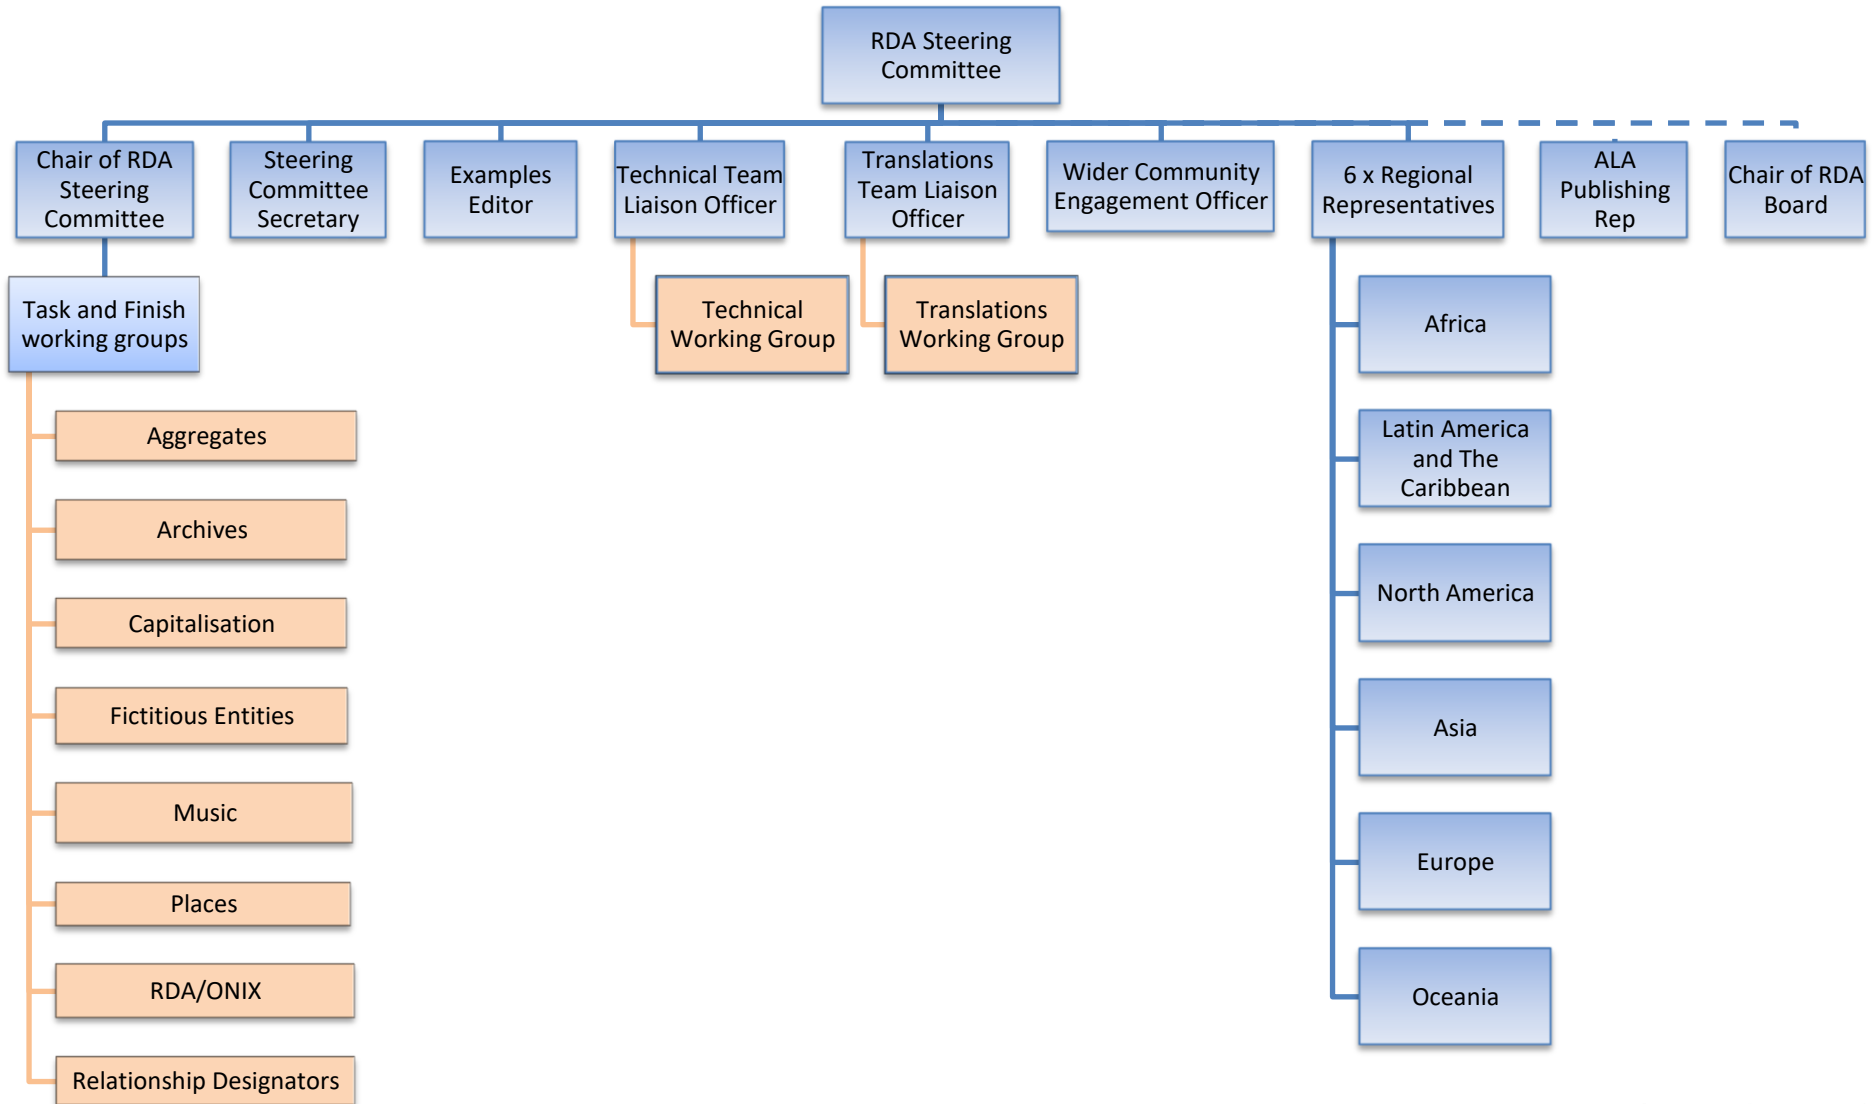 RDA Steering
Committee
Chair of RDA
Steering
Committee
Steering
Committee
Secretary
Examples
Editor
Technical Team
Liaison Officer
Translations
Team Liaison
Officer
Wider Community
Engagement Officer
6 x Regional
Representatives
ALA
Publishing
Rep
Chair of RDA
Board
Task and Finish
working groups
Technical
Working Group
Translations
Working Group
Aggregates
Archives
Capitalisation
Fictitious Entities
Music
Places
RDA/ONIX
Relationship Designators
Africa
Latin America
and The
Caribbean
North America
Asia
Europe
Oceania